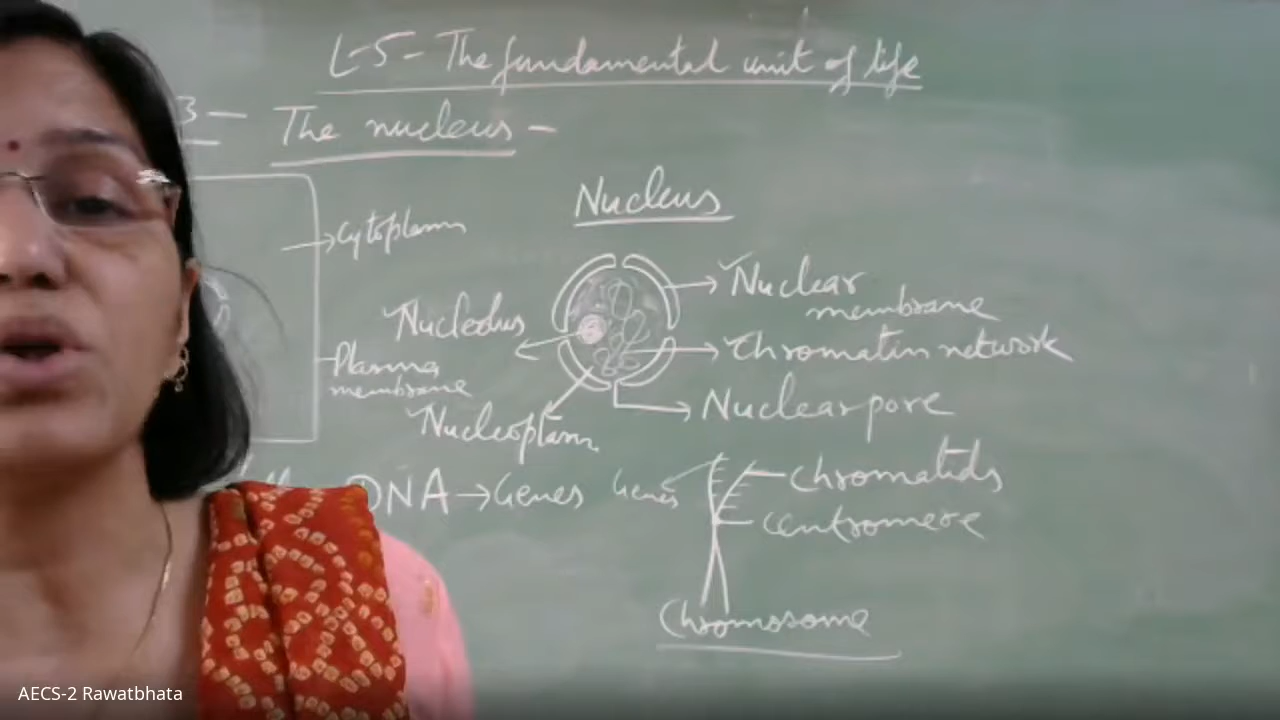 L-5- The fundamental unit of life
3- The nucleus -
Nucleus
Cytoplasm
Nuclear
membrane
Nucleolus
Chromatin network
Plasma
membrane
Nuclear pore
Nucleoplasm
DNA → Genes
Genes
Chromatids
Centromere
Chromosome
AECS-2 Rawatbhata